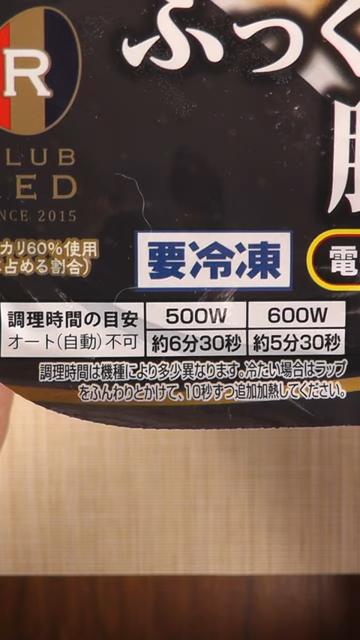 ふっく
R
LUB
ED
NCE 2015
カリ60%使用
占める割合)
要冷凍
電
調理時間の目安 500W 600W
オート(自動)不可 約6分30秒 約5分30秒
調理時間は機種により多少異なります。冷たい場合はラップ
をふんわりとかけて、10秒ずつ追加加熱してください。